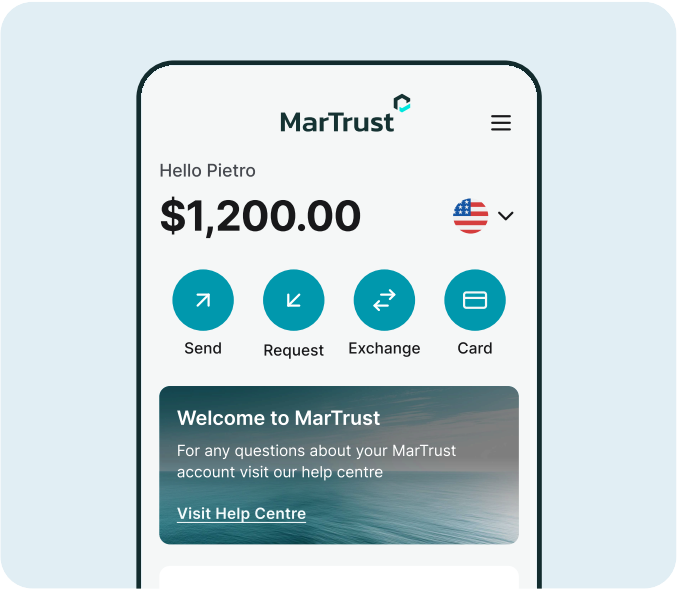 MarTrust
Hello Pietro
$1,200.00
Send
Request
Exchange
Card
Welcome to MarTrust
For any questions about your MarTrust
account visit our help centre
Visit Help Centre